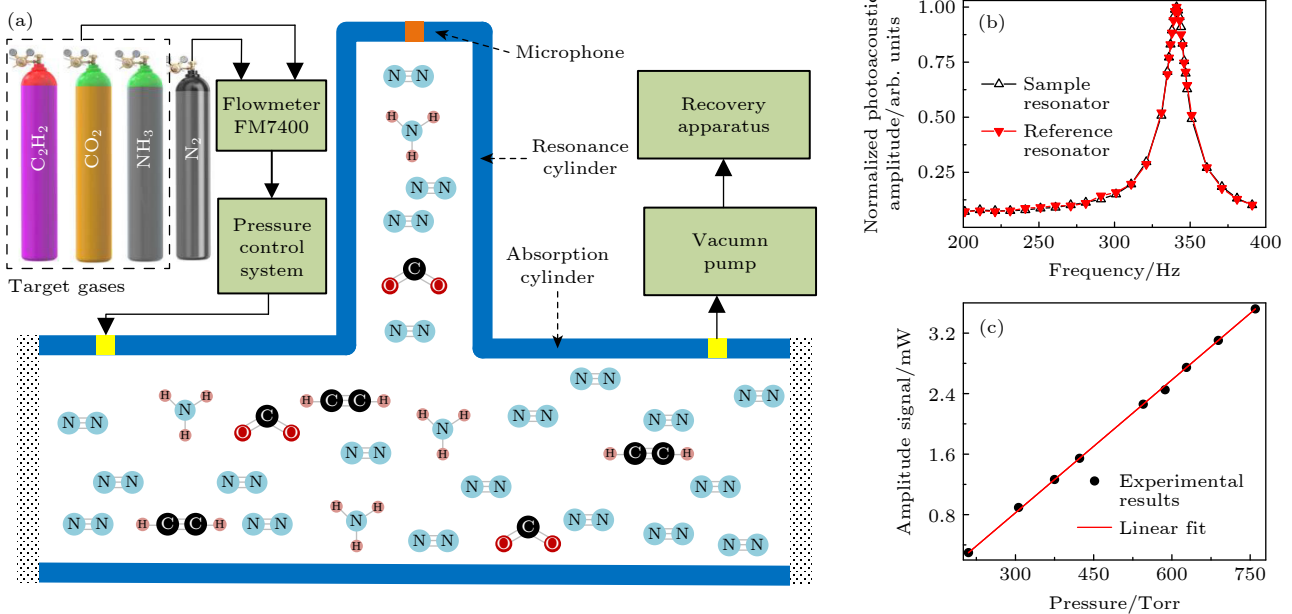 (a)
C2H2
CO2
NH3
N2
Target gases
Flowmeter
FM7400
Pressure
control
system
Microphone
Resonance
cylinder
Absorption
cylinder
Recovery
apparatus
Vacumn
pump
N N
H H
N
H
N N
N N
C
O O
N N
N N
H H
N
H
C
O O
H C C H
N N
H H
N
H
N N
N N
N N
N N
H C C H
N N
N N
N N
N N
N N
H C C H
N N
H H
N
H
N N
C
O O
N N
N N
N N
(b)
Normalized photoacoustic
amplitude/arb. units
1.00
0.75
0.50
0.25
Sample
resonator
Reference
resonator
200 250 300 350 400
Frequency/Hz
(c)
Amplitude signal/mW
3.2
2.4
1.6
0.8
Experimental
results
Linear fit
300 450 600 750
Pressure/Torr